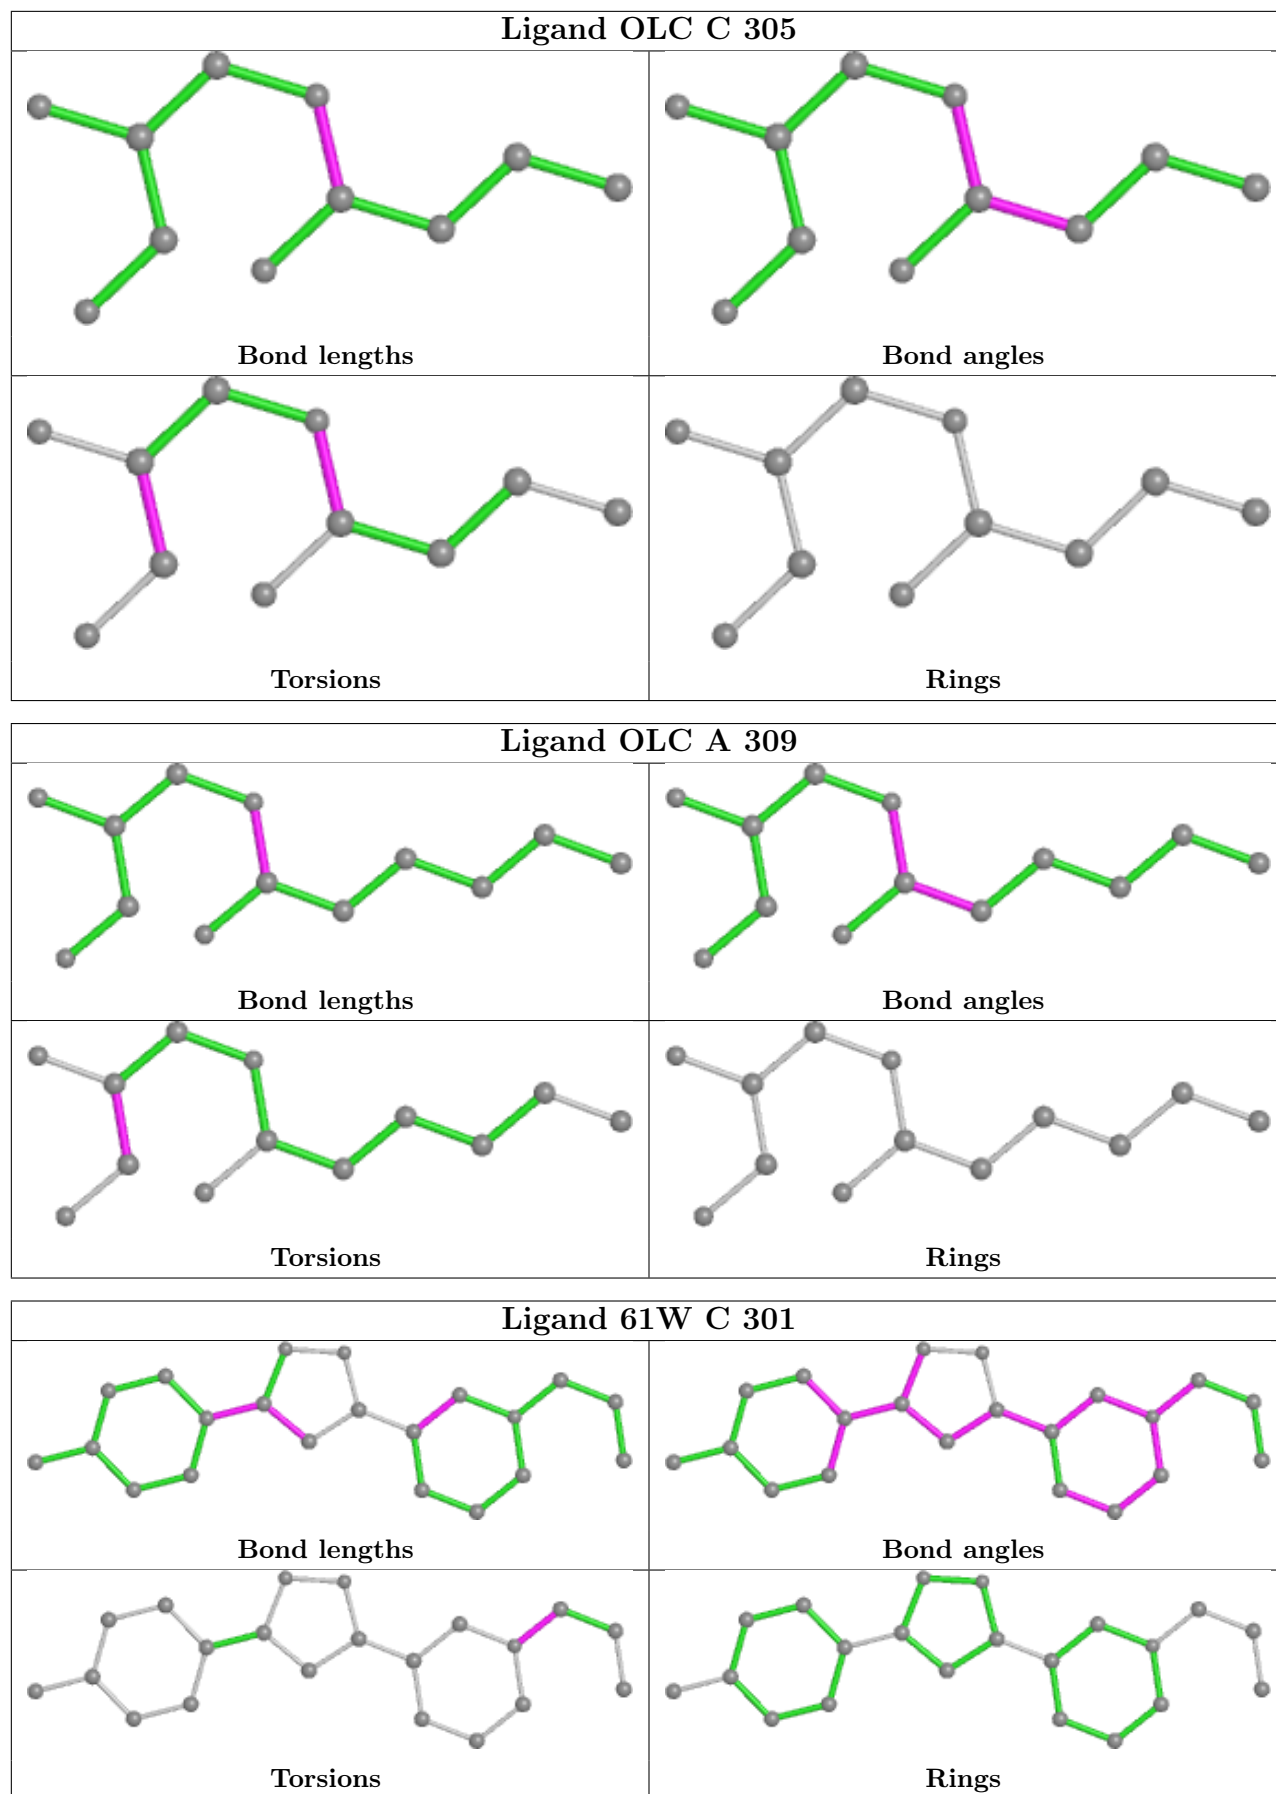 Ligand OLC C 305
Bond lengths
Bond angles
Torsions
Rings
Ligand OLC A 309
Bond lengths
Bond angles
Torsions
Rings
Ligand 61W C 301
Bond lengths
Bond angles
Torsions
Rings